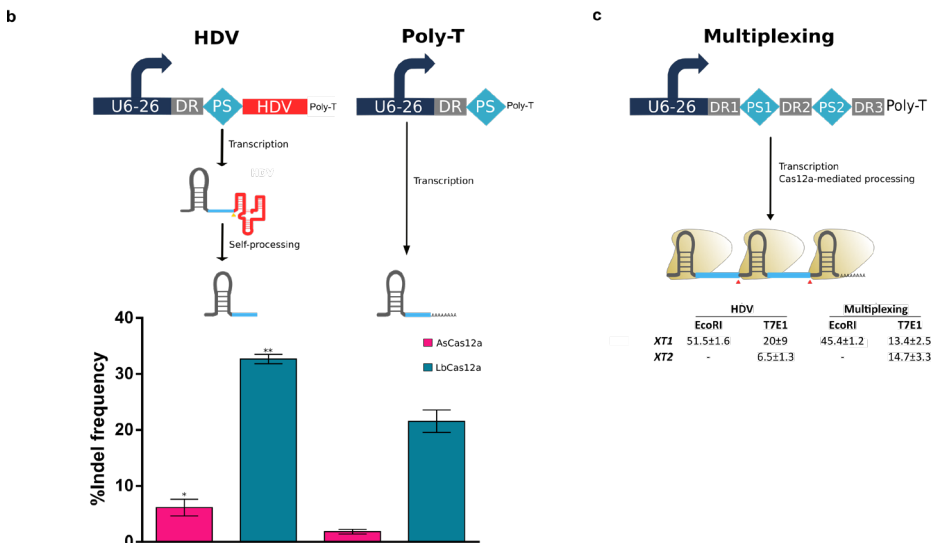 b
HDV
Poly-T
U6-26 DR PS HDV Poly-T
U6-26 DR PS Poly-T
Transcription
HDV
Self-processing
Transcription
40
30
20
10
0
%Indel frequency
*
**
AsCas12a
LbCas12a
c
Multiplexing
U6-26 DR1 PS1 DR2 PS2 DR3 Poly-T
Transcription
Cas12a-mediated processing
HDV Multiplexing
EcoRI T7E1 EcoRI T7E1
XT1 51.5±1.6 20±9 45.4±1.2 13.4±2.5
XT2 - 6.5±1.3 - 14.7±3.3